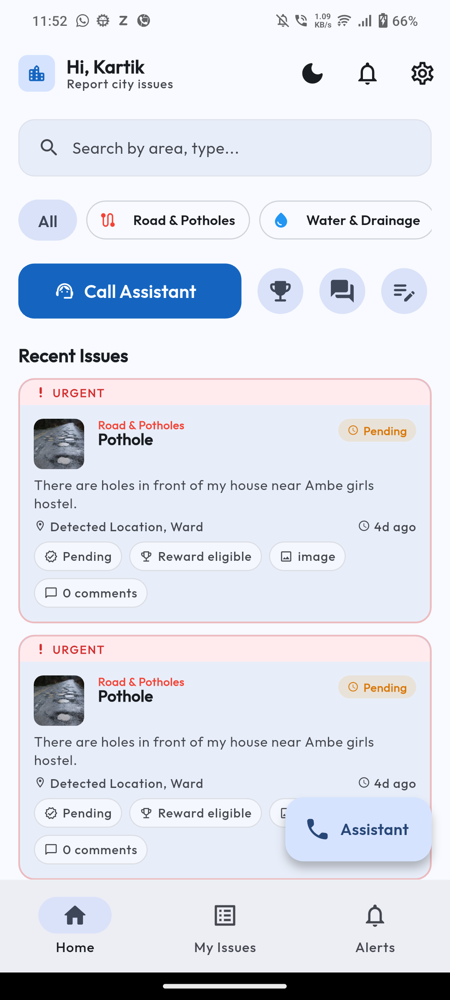 11:52
Z
1.09
KB/s
66%
Hi, Kartik
Report city issues
Search by area, type...
All
Road & Potholes
Water & Drainage
Call Assistant
Recent Issues
URGENT
Road & Potholes
Pothole
Pending
There are holes in front of my house near Ambe girls
hostel.
Detected Location, Ward
4d ago
Pending
Reward eligible
image
0 comments
URGENT
Road & Potholes
Pothole
Pending
There are holes in front of my house near Ambe girls
hostel.
Detected Location, Ward
4d ago
Pending
Reward eligible
0 comments
Assistant
Home
My Issues
Alerts